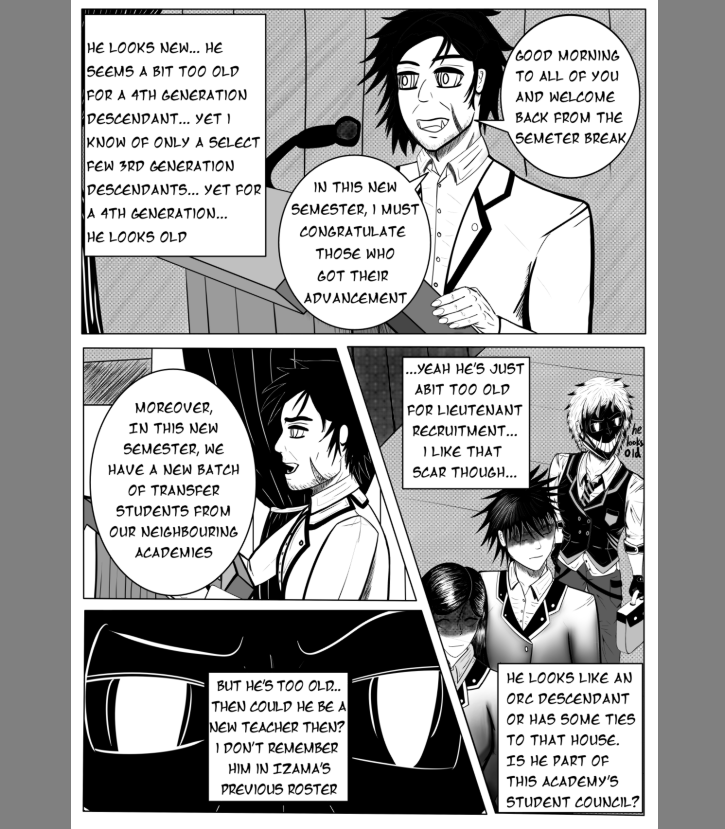 HE LOOKS NEW... HE
SEEMS A BIT TOO OLD
FOR A 4TH GENERATION
DESCENDANT... YET I
KNOW OF ONLY A SELECT
FEW 3RD GENERATION
DESCENDANTS... YET FOR
A 4TH GENERATION...
HE LOOKS OLD
GOOD MORNING
TO ALL OF YOU
AND WELCOME
BACK FROM THE
SEMETER BREAK
IN THIS NEW
SEMESTER, I MUST
CONGRATULATE
THOSE WHO
GOT THEIR
ADVANCEMENT
MOREOVER,
IN THIS NEW
SEMESTER, WE
HAVE A NEW BATCH
OF TRANSFER
STUDENTS FROM
OUR NEIGHBOURING
ACADEMIES
...YEAH HE'S JUST
ABIT TOO OLD
FOR LIEUTENANT
RECRUITMENT...
I LIKE THAT
SCAR THOUGH...
he
looks
old
HE LOOKS LIKE AN
ORC DESCENDANT
OR HAS SOME TIES
TO THAT HOUSE.
IS HE PART OF
THIS ACADEMY'S
STUDENT COUNCIL?
BUT HE'S TOO OLD..
THEN COULD HE BE A
NEW TEACHER THEN?
I DON'T REMEMBER
HIM IN IZAMA'S
PREVIOUS ROSTER